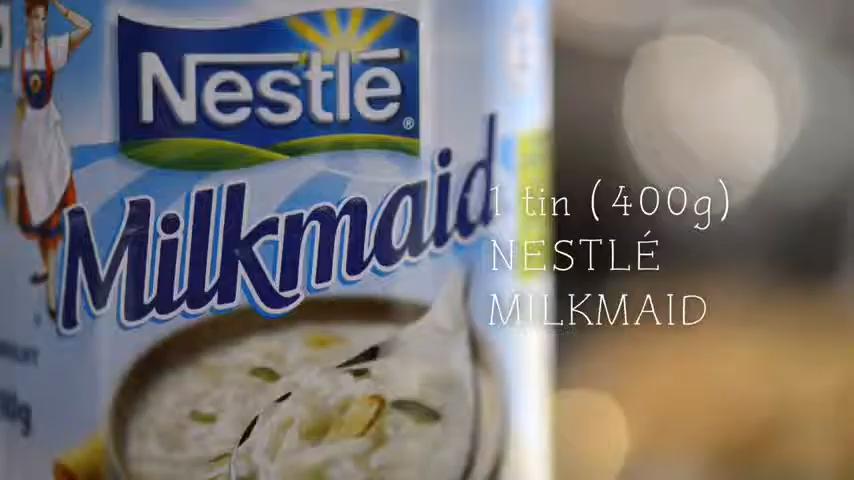 Nestlé®
Milkmaid
1 tin (400g)
NESTLÉ
MILKMAID